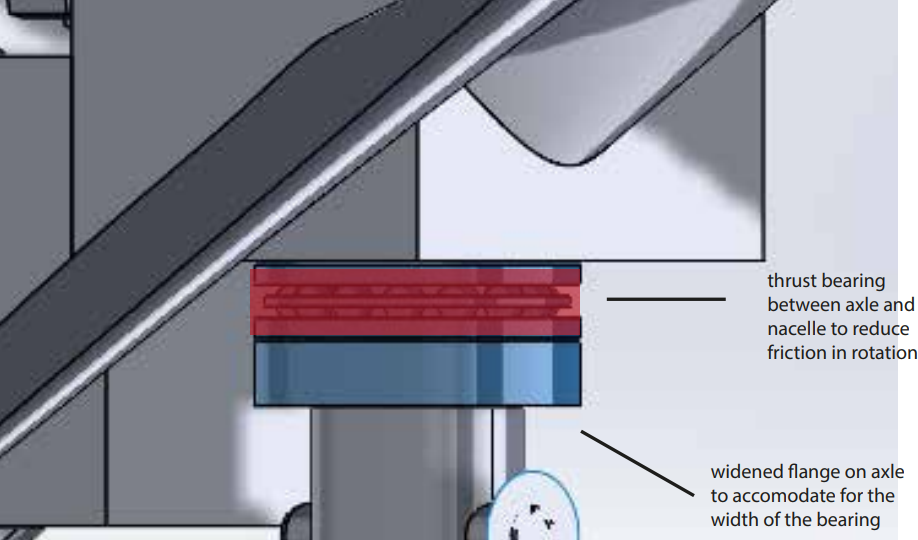 thrust bearing
between axle and
nacelle to reduce
friction in rotation
widened flange on axle
to accomodate for the
width of the bearing